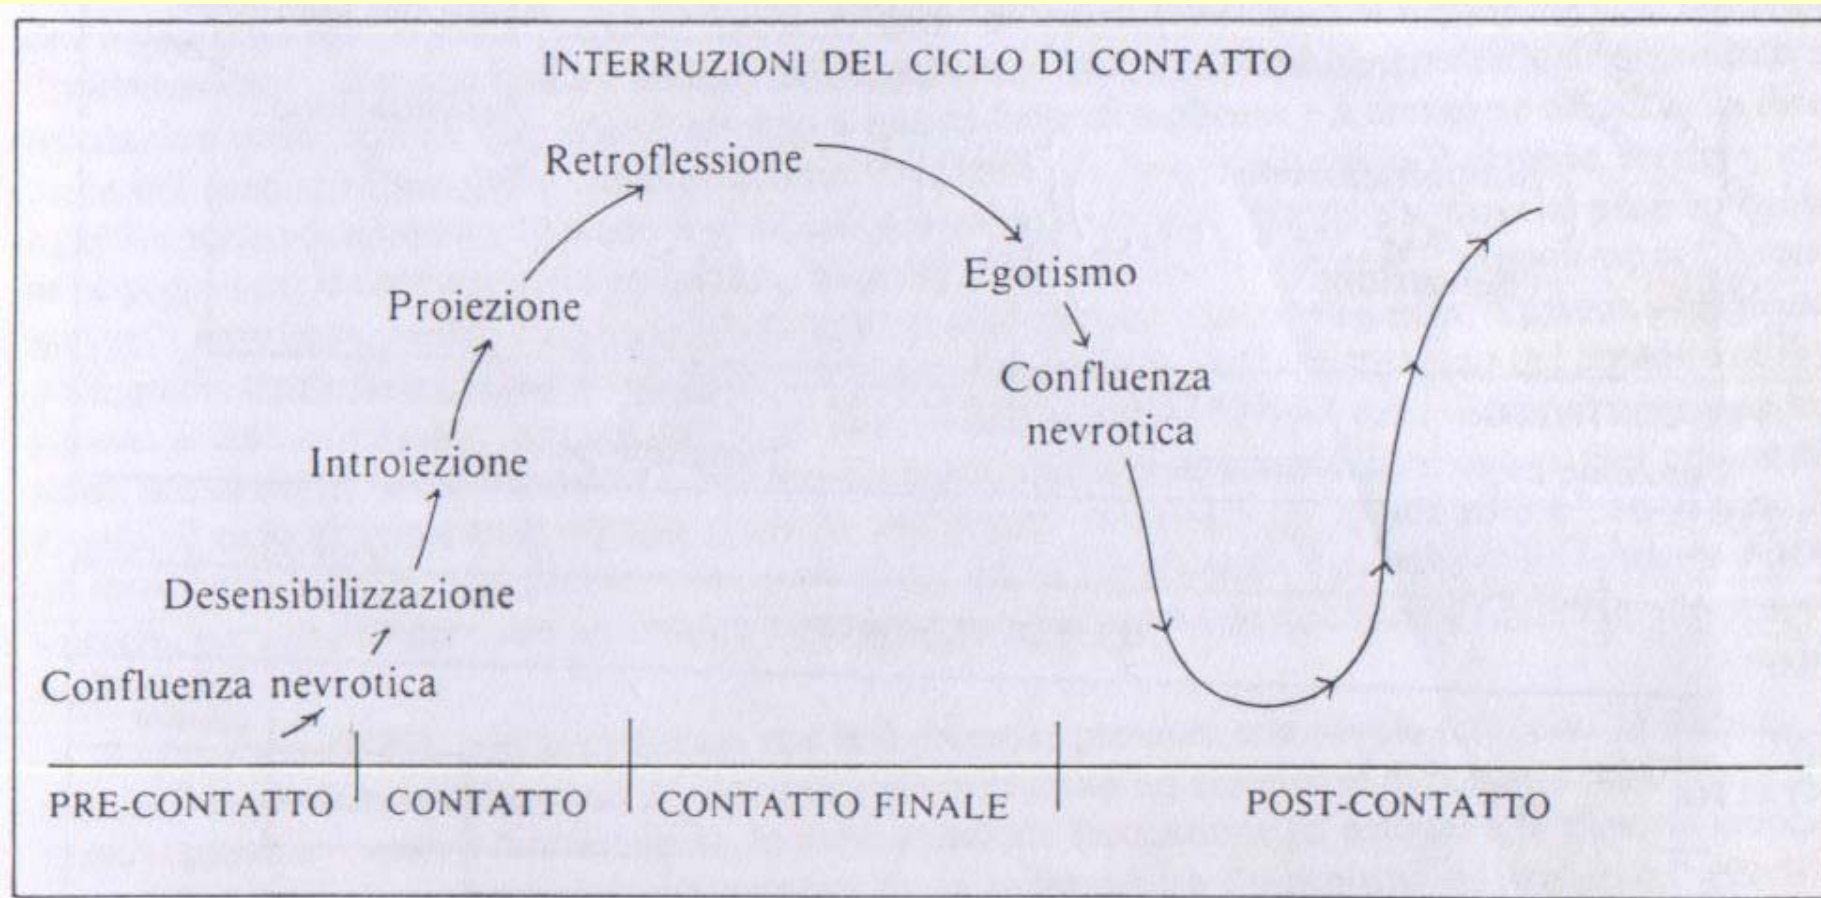 INTERRUZIONI DEL CICLO DI CONTATTO
Retroflessione
Egotismo
Proiezione
Confluenza
nevrotica
Introiezione
Desensibilizzazione
Confluenza nevrotica
PRE-CONTATTO
CONTATTO
CONTATTO FINALE
POST-CONTATTO